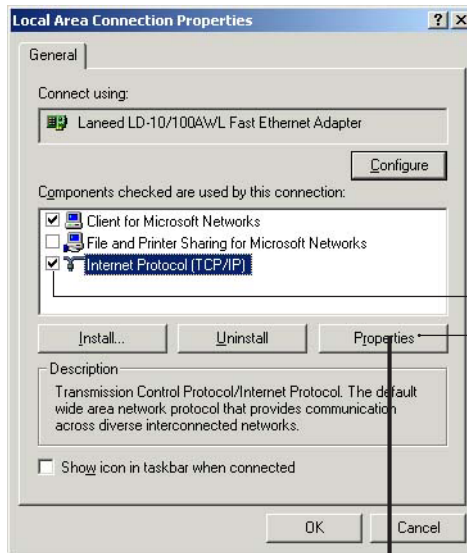 Local Area Connection Properties
General
Connect using:
Laneed LD-10/100AWL Fast Ethernet Adapter
Configure
Components checked are used by this connection:
Client for Microsoft Networks
File and Printer Sharing for Microsoft Networks
Internet Protocol (TCP/IP)
Install...
Uninstall
Properties
Description
Transmission Control Protocol/Internet Protocol. The default
wide area network protocol that provides communication
across diverse interconnected networks.
Show icon in taskbar when connected
OK
Cancel